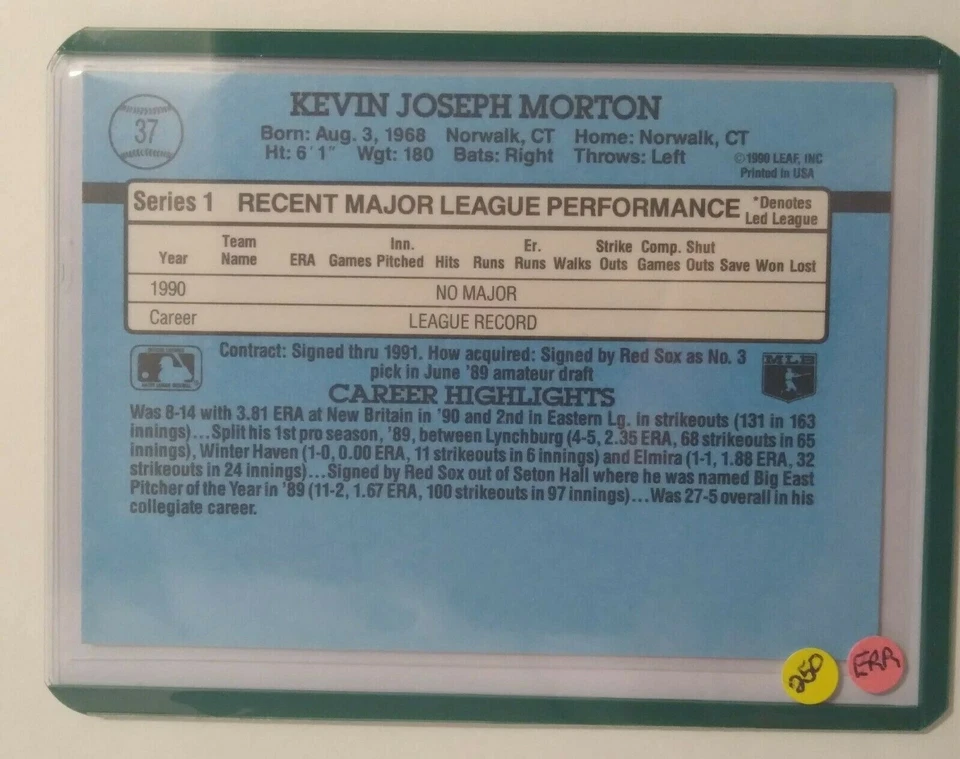 37
KEVIN JOSEPH MORTON
Born: Aug. 3, 1968 Norwalk, CT Home: Norwalk, CT
Ht: 6'1" Wgt: 180 Bats: Right Throws: Left
©1990 LEAF, INC
Printed in USA
Series 1 RECENT MAJOR LEAGUE PERFORMANCE *Denotes
Led League
Team Inn. Er. Strike Comp. Shut
Year Name ERA Games Pitched Hits Runs Runs Walks Outs Games Outs Save Won Lost
1990 NO MAJOR
Career LEAGUE RECORD
Contract: Signed thru 1991. How acquired: Signed by Red Sox as No. 3
pick in June '89 amateur draft
MLB
CAREER HIGHLIGHTS
Was 8-14 with 3.81 ERA at New Britain in '90 and 2nd in Eastern Lg. in strikeouts (131 in 163
innings)...Split his 1st pro season, '89, between Lynchburg (4-5, 2.35 ERA, 68 strikeouts in 65
innings), Winter Haven (1-0, 0.00 ERA, 11 strikeouts in 6 innings) and Elmira (1-1, 1.88 ERA, 32
strikeouts in 24 innings)...Signed by Red Sox out of Seton Hall where he was named Big East
Pitcher of the Year in '89 (11-2, 1.67 ERA, 100 strikeouts in 97 innings)...Was 27-5 overall in his
collegiate career.
250
ERR